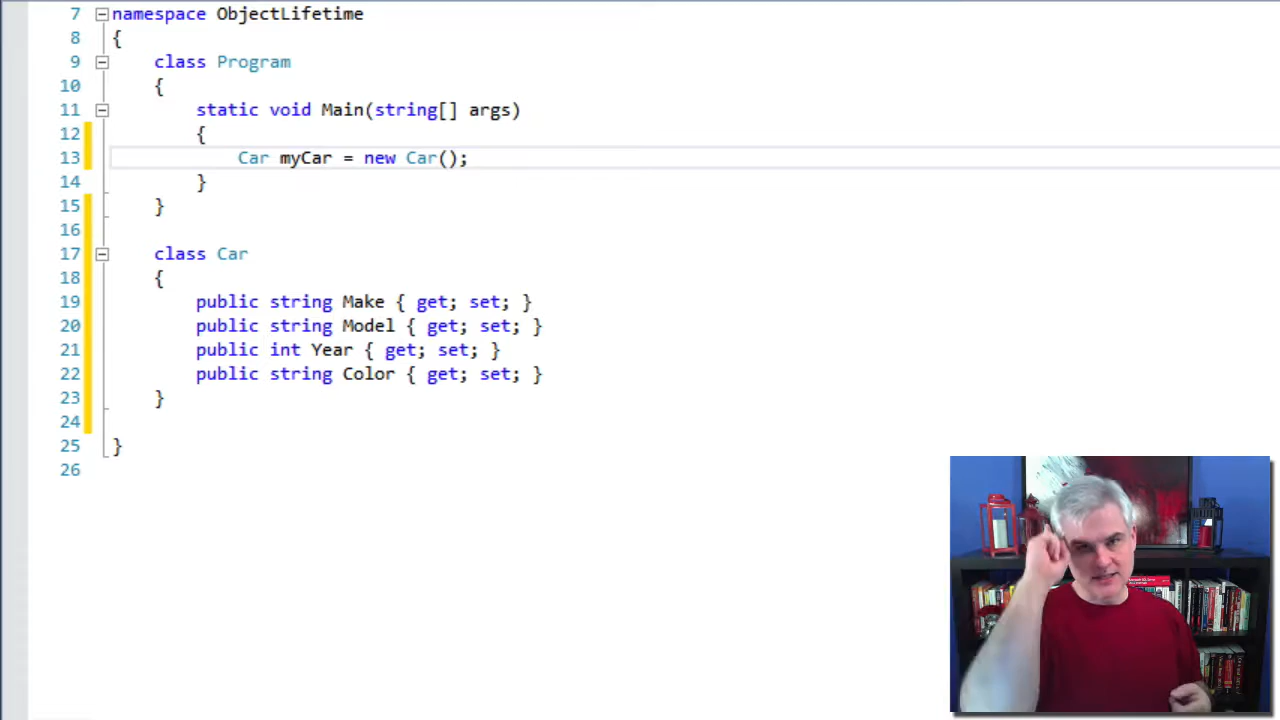 7 namespace ObjectLifetime
8 {
9 class Program
10 {
11 static void Main(string[] args)
12 {
13 Car myCar = new Car();
14 }
15 }
16
17 class Car
18 {
19 public string Make { get; set; }
20 public string Model { get; set; }
21 public int Year { get; set; }
22 public string Color { get; set; }
23 }
24
25 }
26